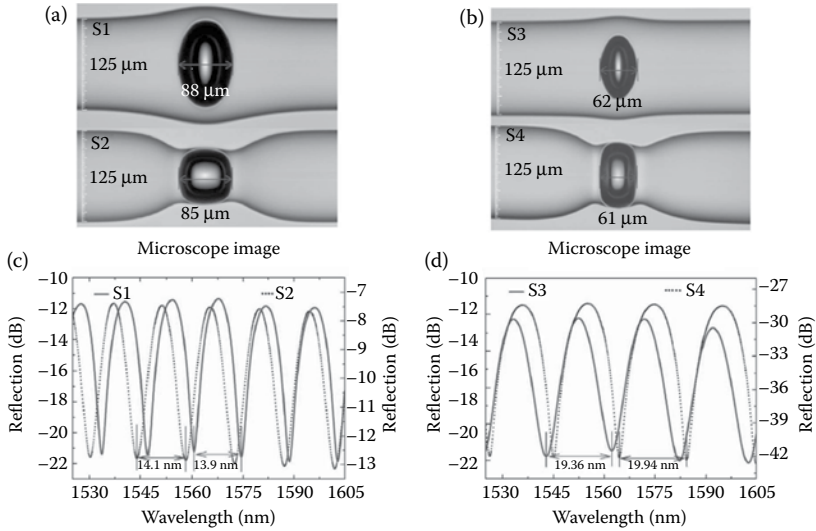 (a)
S1
125 μm
88 μm
S2
125 μm
85 μm
Microscope image
(b)
S3
125 μm
62 μm
S4
125 μm
61 μm
Microscope image
(c)
−10
−12
−14
−16
−18
−20
−22
Reflection (dB)
S1
S2
14.1 nm
13.9 nm
−7
−8
−9
−10
−11
−12
−13
Reflection (dB)
1530
1545
1560
1575
1590
1605
Wavelength (nm)
(d)
−10
−12
−14
−16
−18
−20
−22
Reflection (dB)
S3
S4
19.36 nm
19.94 nm
−27
−30
−33
−36
−39
−42
Reflection (dB)
1530
1545
1560
1575
1590
1605
Wavelength (nm)